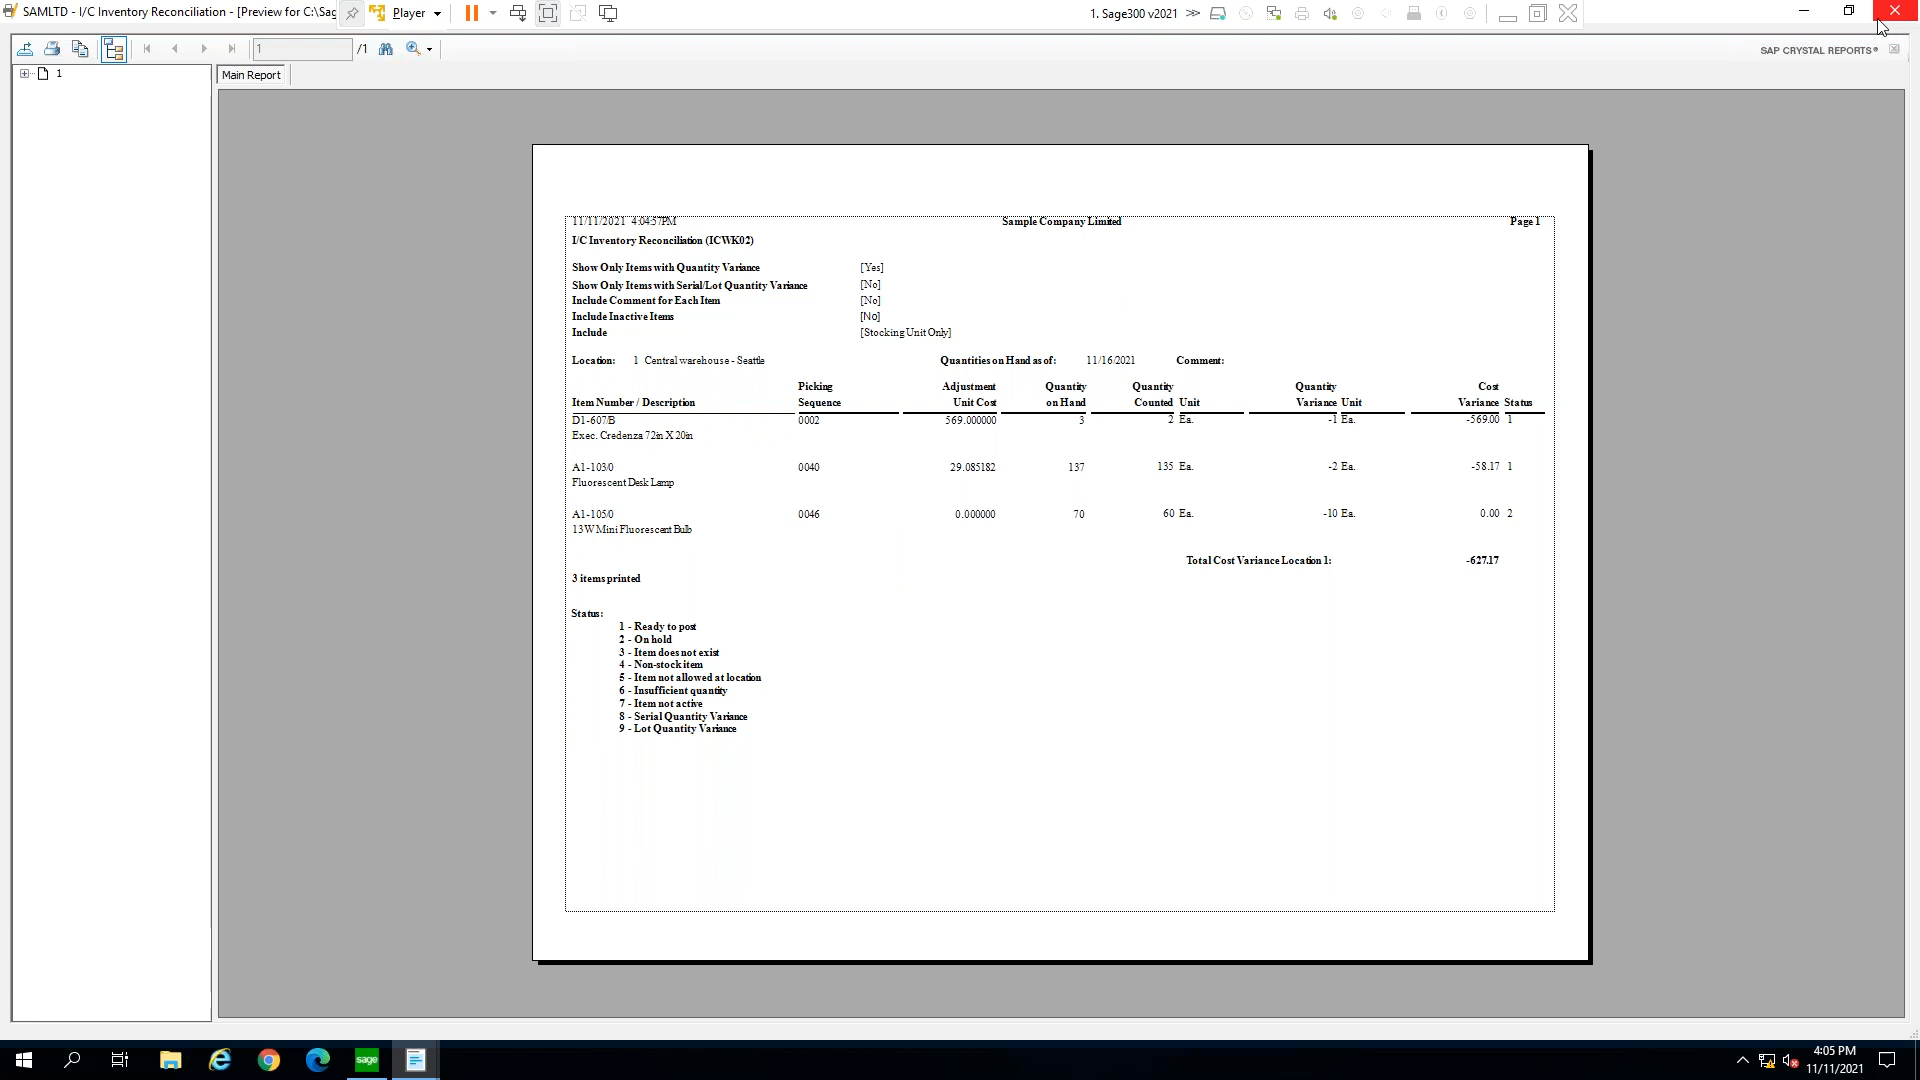 SAMLTD - I/C Inventory Reconciliation - [Preview for C:\Sag
Player
1. Sage300 v2021
1
/1
SAP CRYSTAL REPORTS®
1
Main Report
11/11/2021 4:04:57PM
Sample Company Limited
Page 1
I/C Inventory Reconciliation (ICWK02)
Show Only Items with Quantity Variance [Yes]
Show Only Items with Serial/Lot Quantity Variance [No]
Include Comment for Each Item [No]
Include Inactive Items [No]
Include [Stocking Unit Only]
Location: 1 Central warehouse - Seattle Quantities on Hand as of: 11/16/2021 Comment:
Picking Adjustment Quantity Quantity Quantity Cost
Item Number / Description Sequence Unit Cost on Hand Counted Unit Variance Unit Variance Status
D1-607/B 0002 569.000000 3 2 Ea. -1 Ea. -569.00 1
Exec. Credenza 72in X 20in
A1-103/0 0040 29.085182 137 135 Ea. -2 Ea. -58.17 1
Fluorescent Desk Lamp
A1-105/0 0046 0.000000 70 60 Ea. -10 Ea. 0.00 2
13W Mini Fluorescent Bulb
Total Cost Variance Location 1: -627.17
3 items printed
Status:
1 - Ready to post
2 - On hold
3 - Item does not exist
4 - Non-stock item
5 - Item not allowed at location
6 - Insufficient quantity
7 - Item not active
8 - Serial Quantity Variance
9 - Lot Quantity Variance
sage
4:05 PM
11/11/2021